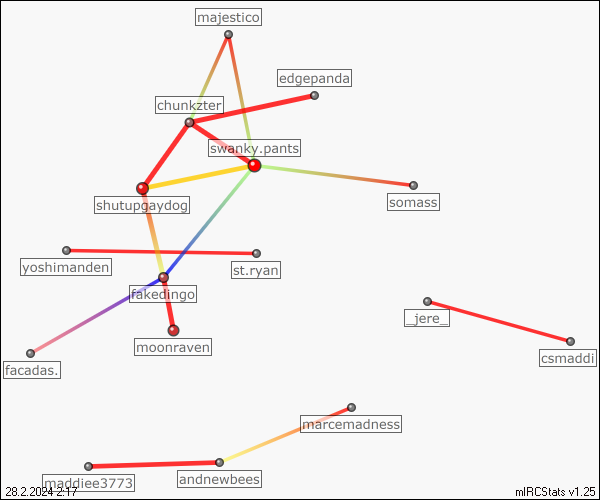 majestico
edgepanda
chunkzter
swanky.pants
shutupgaydog
somass
yoshimanden
st.ryan
fakedingo
_jere_
moonraven
csmaddi
facadas.
marcemadness
maddiee3773
andnewbees
28.2.2024 2:17
mIRCStats v1.25